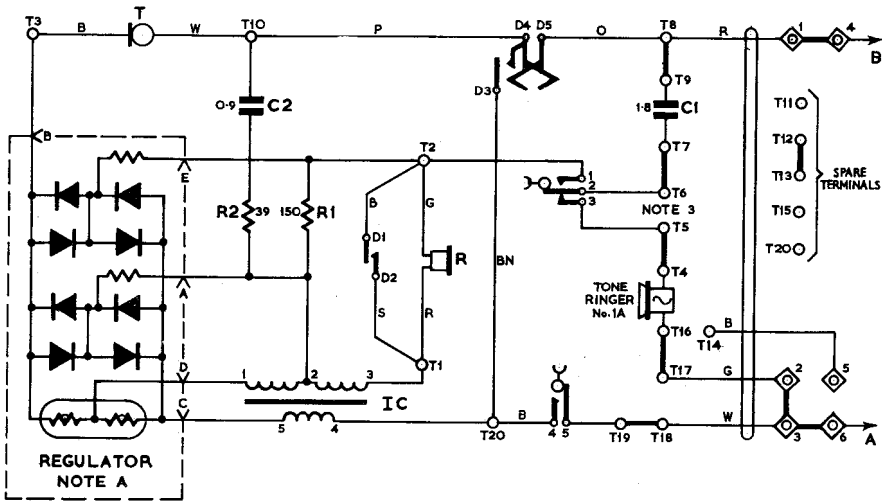 T3 B T W T10 P D4 D5 O T8 R 1 4
B
T9
D3
0·9 C2
1·8 C1
T11
B
T12
T7
T2
E
1
2
3
T6
T13
SPARE TERMINALS
NOTE 3
R2 39 150 R1
B
G
T15
T5
D1
BN
R
T20
D2
T4
A
TONE RINGER No.1A
S
R
T16
B
T14
D
1 2 3
T1
T17
G
2
5
C
IC
5 4
T20
B
4 5
T19 T18
W
3
6
A
REGULATOR
NOTE A